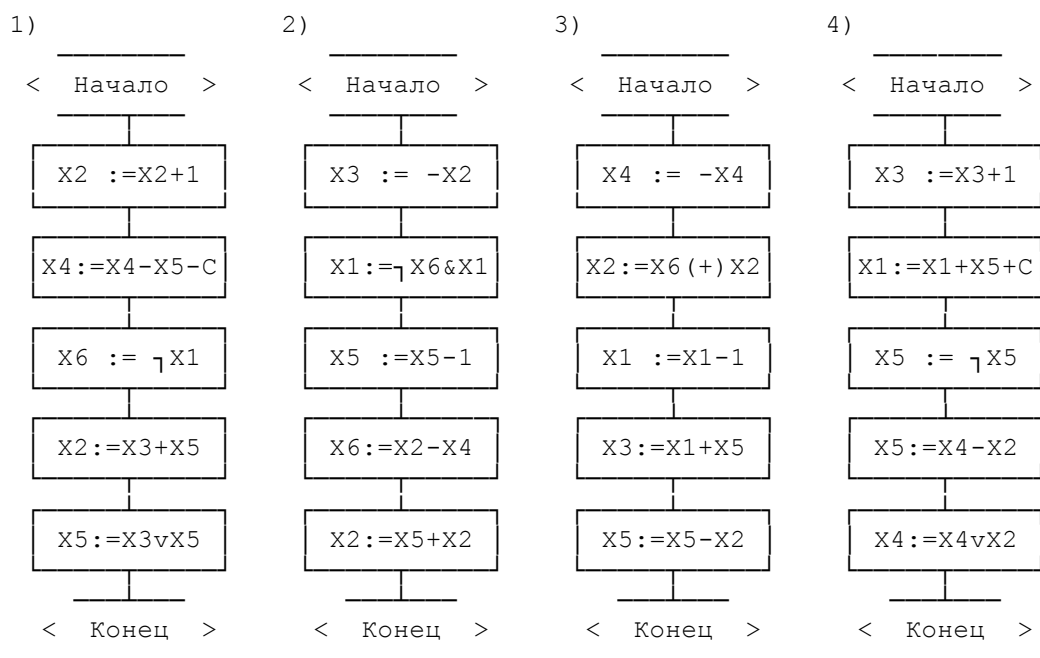 1) 2) 3) 4)
< Начало > < Начало > < Начало > < Начало >
X2 :=X2+1 X3 := -X2 X4 := -X4 X3 :=X3+1
X4:=X4-X5-C X1:=┐X6&X1 X2:=X6(+)X2 X1:=X1+X5+C
X6 := ┐X1 X5 :=X5-1 X1 :=X1-1 X5 := ┐X5
X2:=X3+X5 X6:=X2-X4 X3:=X1+X5 X5:=X4-X2
X5:=X3vX5 X2:=X5+X2 X5:=X5-X2 X4:=X4vX2
< Конец > < Конец > < Конец > < Конец >